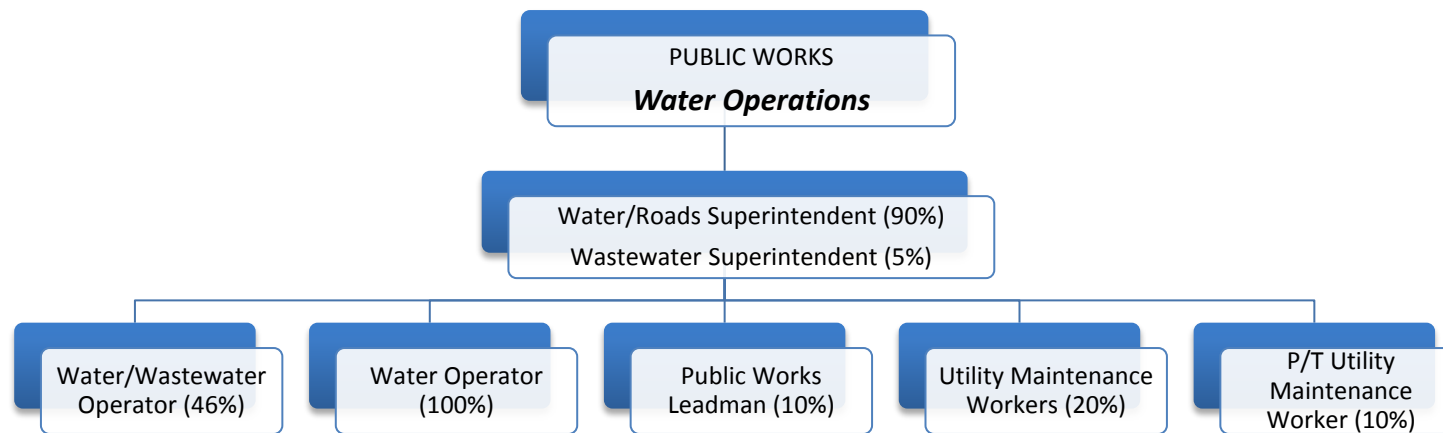 PUBLIC WORKS
Water Operations
Water/Roads Superintendent (90%)
Wastewater Superintendent (5%)
Water/Wastewater
Operator (46%)
Water Operator
(100%)
Public Works
Leadman (10%)
Utility Maintenance
Workers (20%)
P/T Utility
Maintenance
Worker (10%)